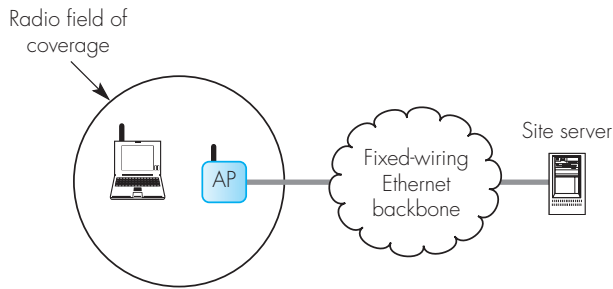 Radio field of
coverage
AP
Fixed-wiring
Ethernet
backbone
Site server